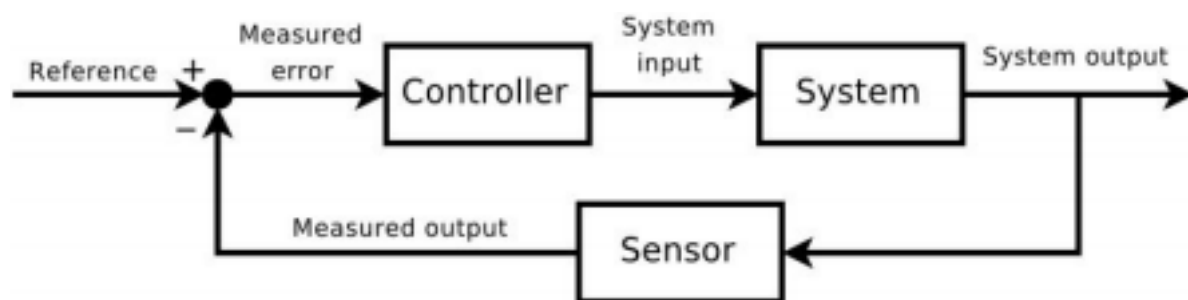 Reference
+
−
Measured
error
Controller
System
input
System
System output
Measured output
Sensor